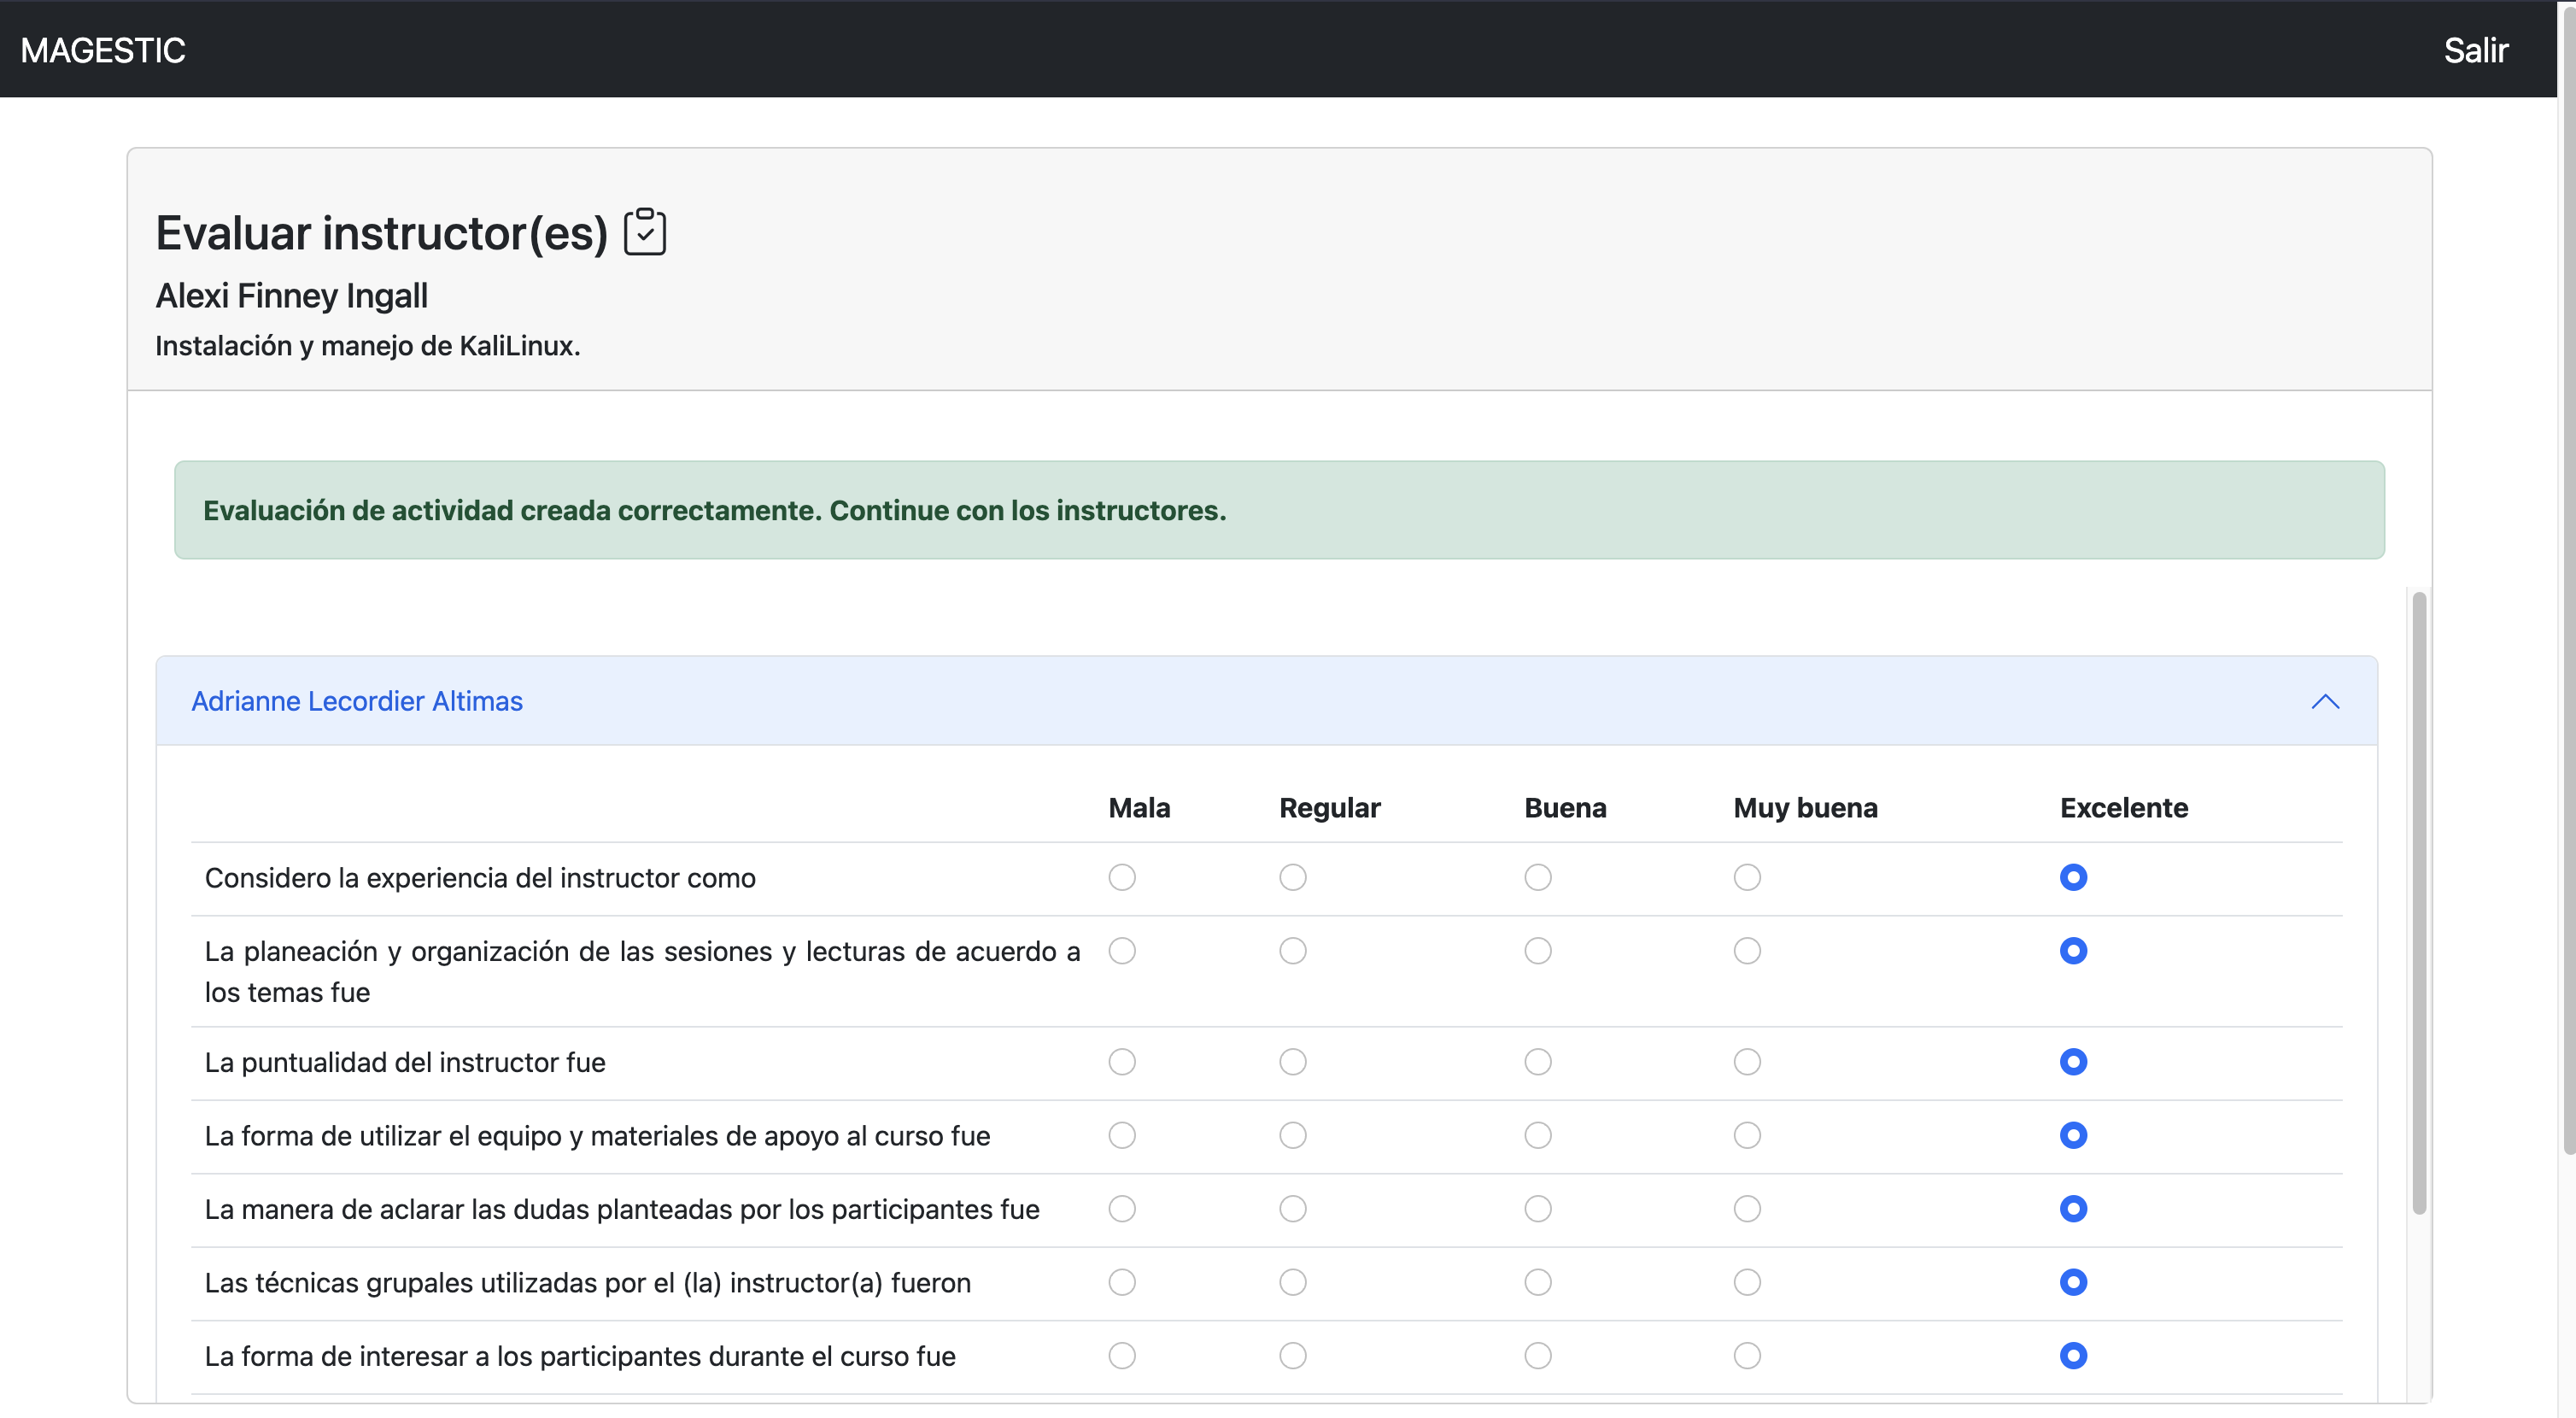 MAGESTIC
Salir
Evaluar instructor(es)
Alexi Finney Ingall
Instalación y manejo de KaliLinux.
Evaluación de actividad creada correctamente. Continue con los instructores.
Adrianne Lecordier Altimas
Mala Regular Buena Muy buena Excelente
Considero la experiencia del instructor como
La planeación y organización de las sesiones y lecturas de acuerdo a
los temas fue
La puntualidad del instructor fue
La forma de utilizar el equipo y materiales de apoyo al curso fue
La manera de aclarar las dudas planteadas por los participantes fue
Las técnicas grupales utilizadas por el (la) instructor(a) fueron
La forma de interesar a los participantes durante el curso fue